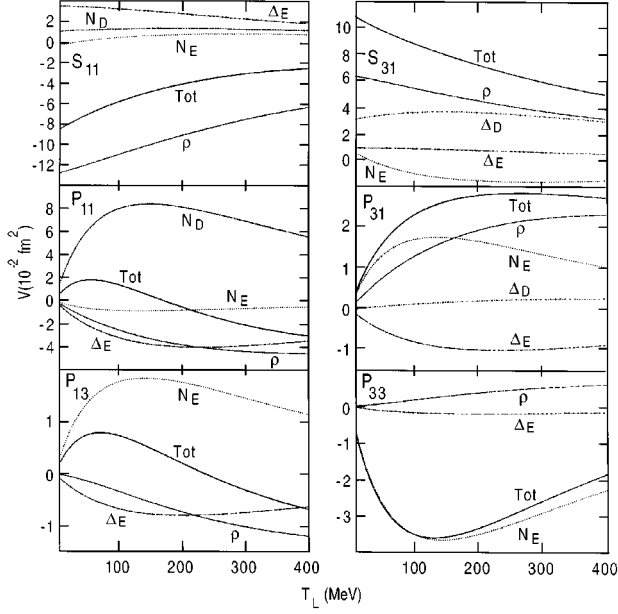 2
0
-2
-4
-6
-8
-10
-12
Δ_E
N_D
N_E
S_11
Tot
ρ
10
8
6
4
2
0
S_31
Tot
ρ
Δ_D
Δ_E
N_E
V(10^-2 fm^2)
8
6
4
2
0
-2
-4
P_11
N_D
Tot
N_E
Δ_E
ρ
2
1
0
-1
P_31
Tot
ρ
N_E
Δ_D
Δ_E
1
0
-1
P_13
N_E
Tot
Δ_E
ρ
0
-1
-2
-3
P_33
ρ
Δ_E
Tot
N_E
100 200 300 400
100 200 300 400
T_L (MeV)